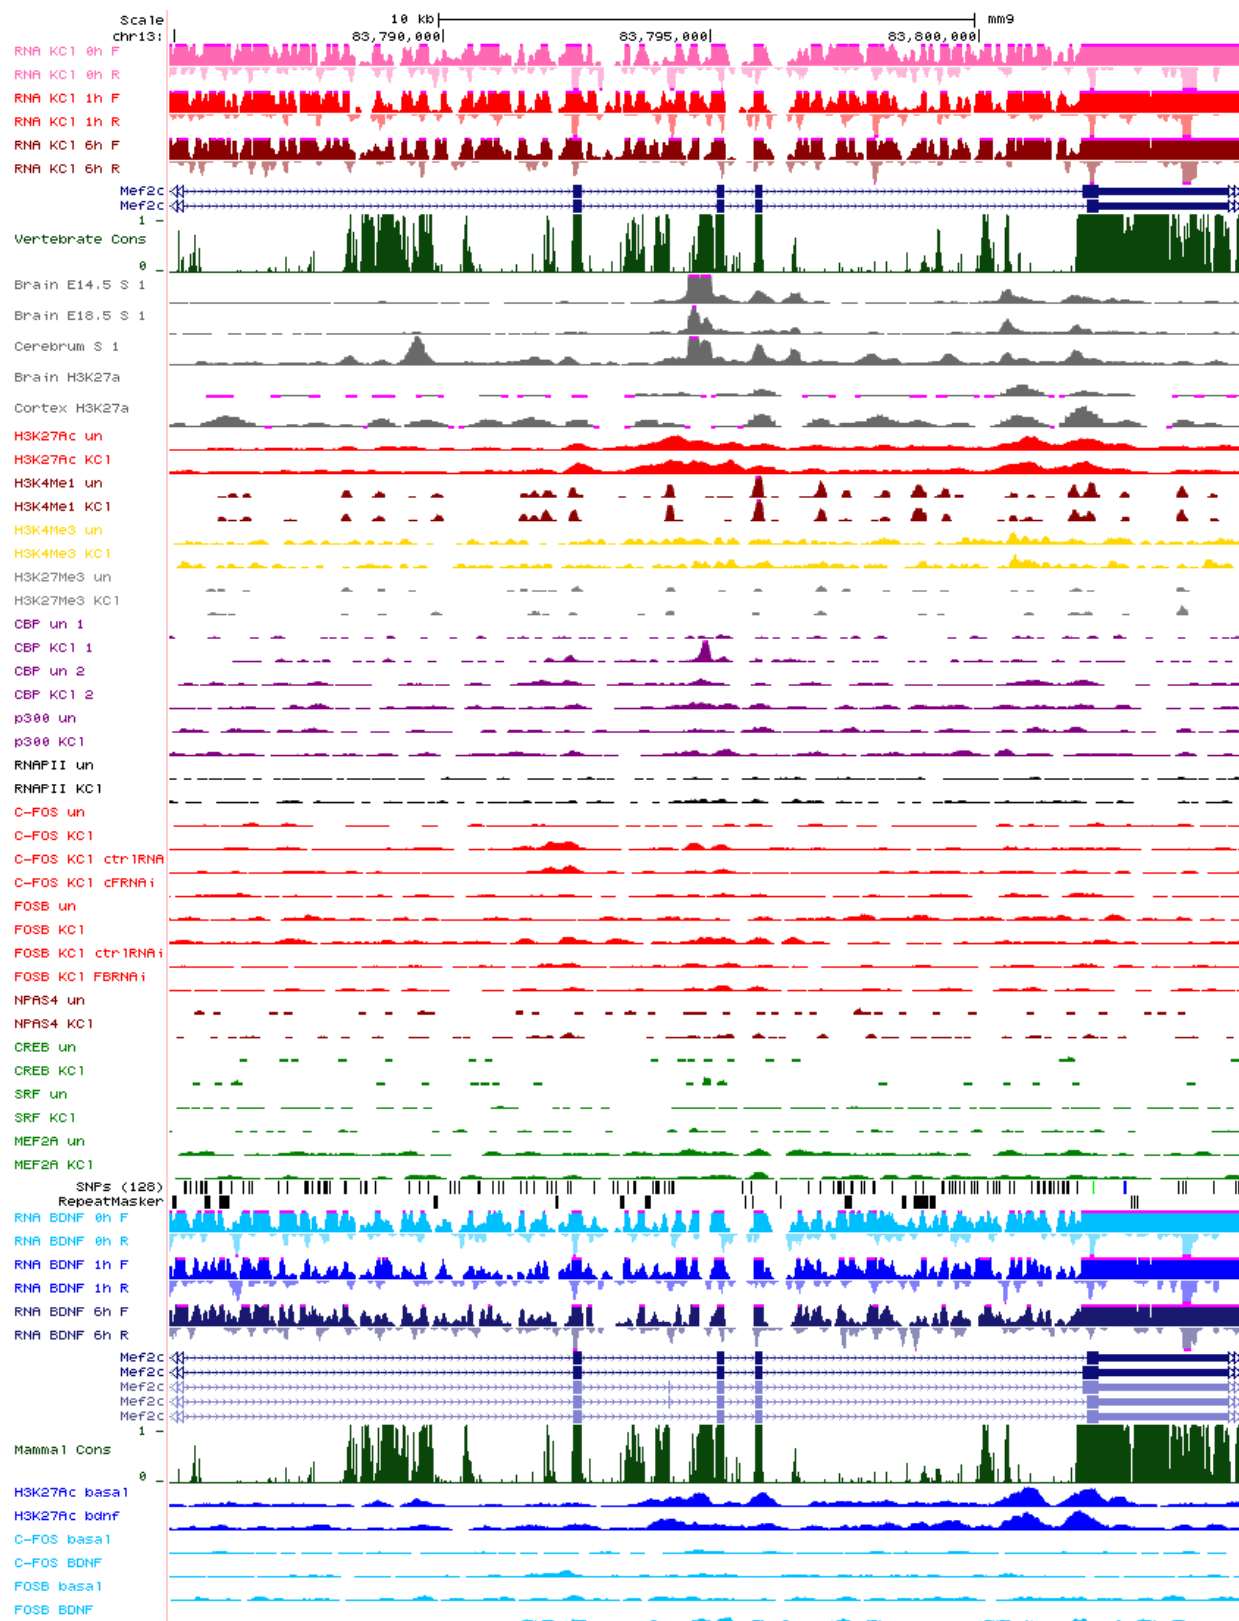 Scale 10 kb mm9
chr13: 83,790,000 83,795,000 83,800,000
RNA KCl 0h F
RNA KCl 0h R
RNA KCl 1h F
RNA KCl 1h R
RNA KCl 6h F
RNA KCl 6h R
Mef2c
Mef2c
1 _
Vertebrate Cons
0 _
Brain E14.5 S 1
Brain E18.5 S 1
Cerebrum S 1
Brain H3K27a
Cortex H3K27a
H3K27Ac un
H3K27Ac KCl
H3K4Me1 un
H3K4Me1 KCl
H3K4Me3 un
H3K4Me3 KCl
H3K27Me3 un
H3K27Me3 KCl
CBP un 1
CBP KCl 1
CBP un 2
CBP KCl 2
p300 un
p300 KCl
RNAPII un
RNAPII KCl
C-FOS un
C-FOS KCl
C-FOS KCl ctrlRNA
C-FOS KCl cFRNAi
FOSB un
FOSB KCl
FOSB KCl ctrlRNAi
FOSB KCl FBRNAi
NPAS4 un
NPAS4 KCl
CREB un
CREB KCl
SRF un
SRF KCl
MEF2A un
MEF2A KCl
SNPs (128)
RepeatMasker
RNA BDNF 0h F
RNA BDNF 0h R
RNA BDNF 1h F
RNA BDNF 1h R
RNA BDNF 6h F
RNA BDNF 6h R
Mef2c
Mef2c
Mef2c
Mef2c
Mef2c
1 _
Mammal Cons
0 _
H3K27Ac basal
H3K27Ac bdnf
C-FOS basal
C-FOS BDNF
FOSB basal
FOSB BDNF